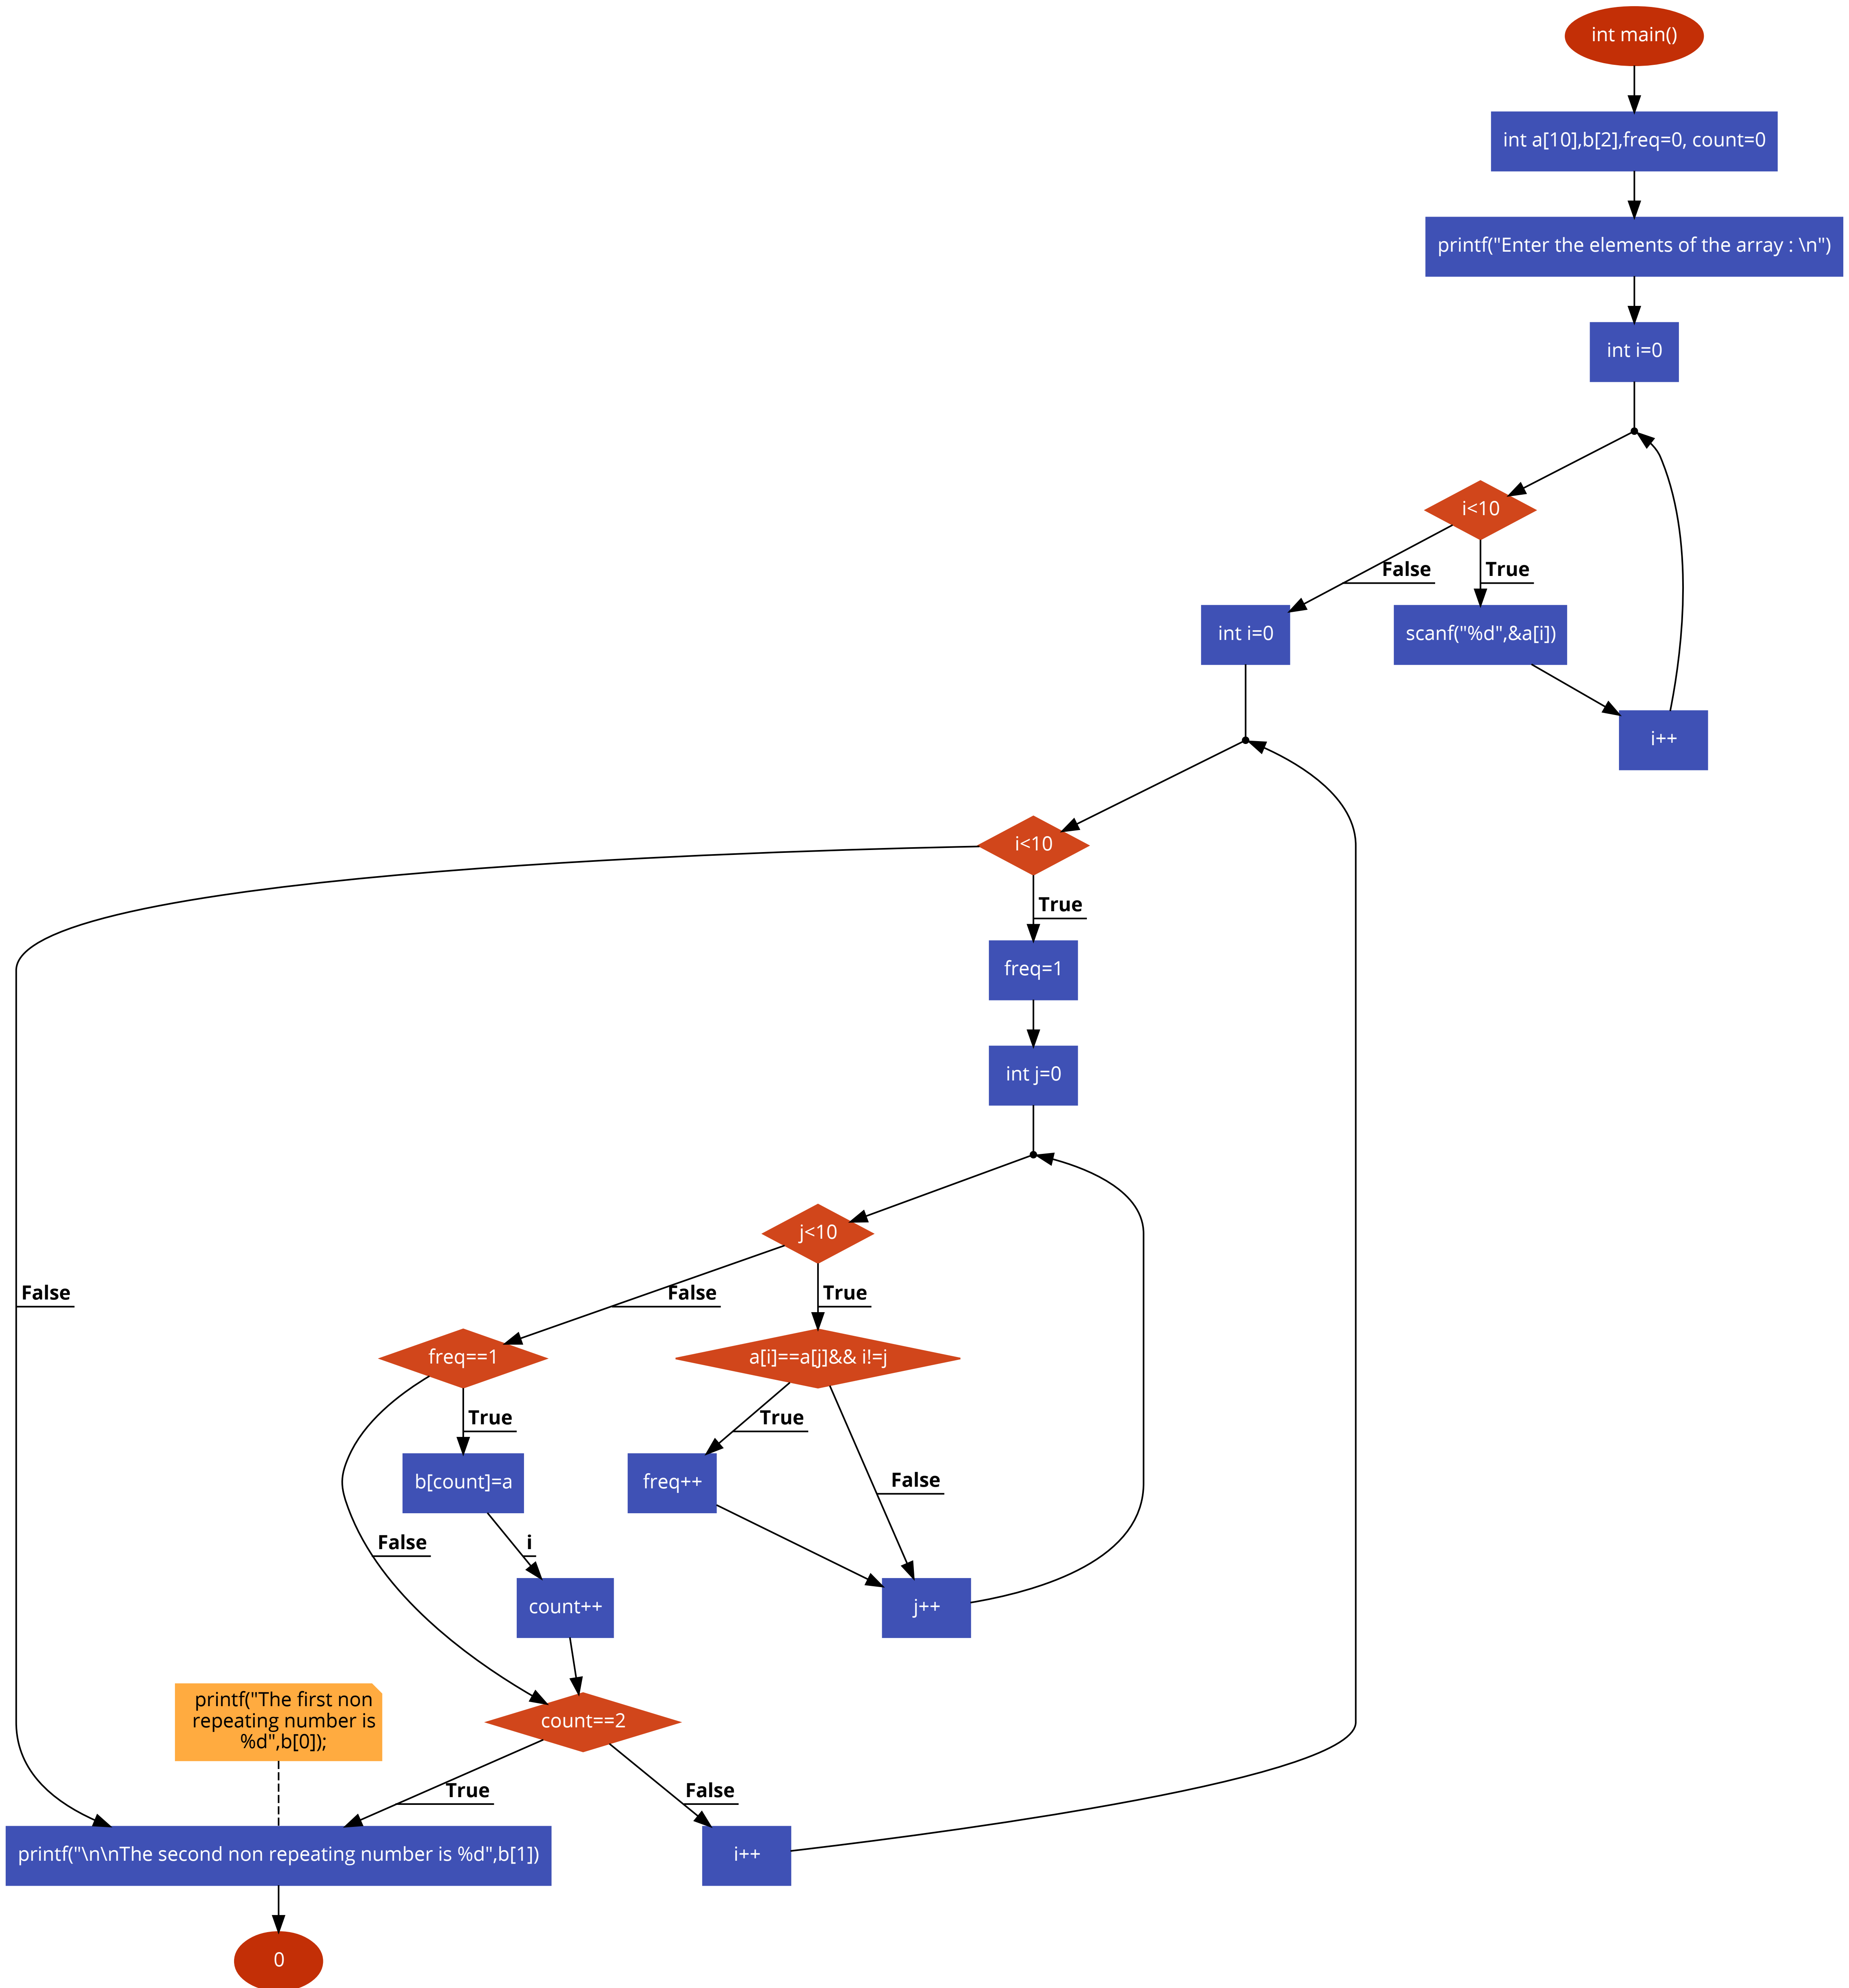 int main()
int a[10],b[2],freq=0, count=0
printf("Enter the elements of the array : \n")
int i=0
i<10
False
True
int i=0
scanf("%d",&a[i])
i++
i<10
True
freq=1
int j=0
j<10
False
False
True
freq==1
a[i]==a[j]&& i!=j
True
True
b[count]=a
freq++
False
False
i
count++
j++
printf("The first non
repeating number is
%d",b[0]);
count==2
True
False
printf("\n\nThe second non repeating number is %d",b[1])
i++
0